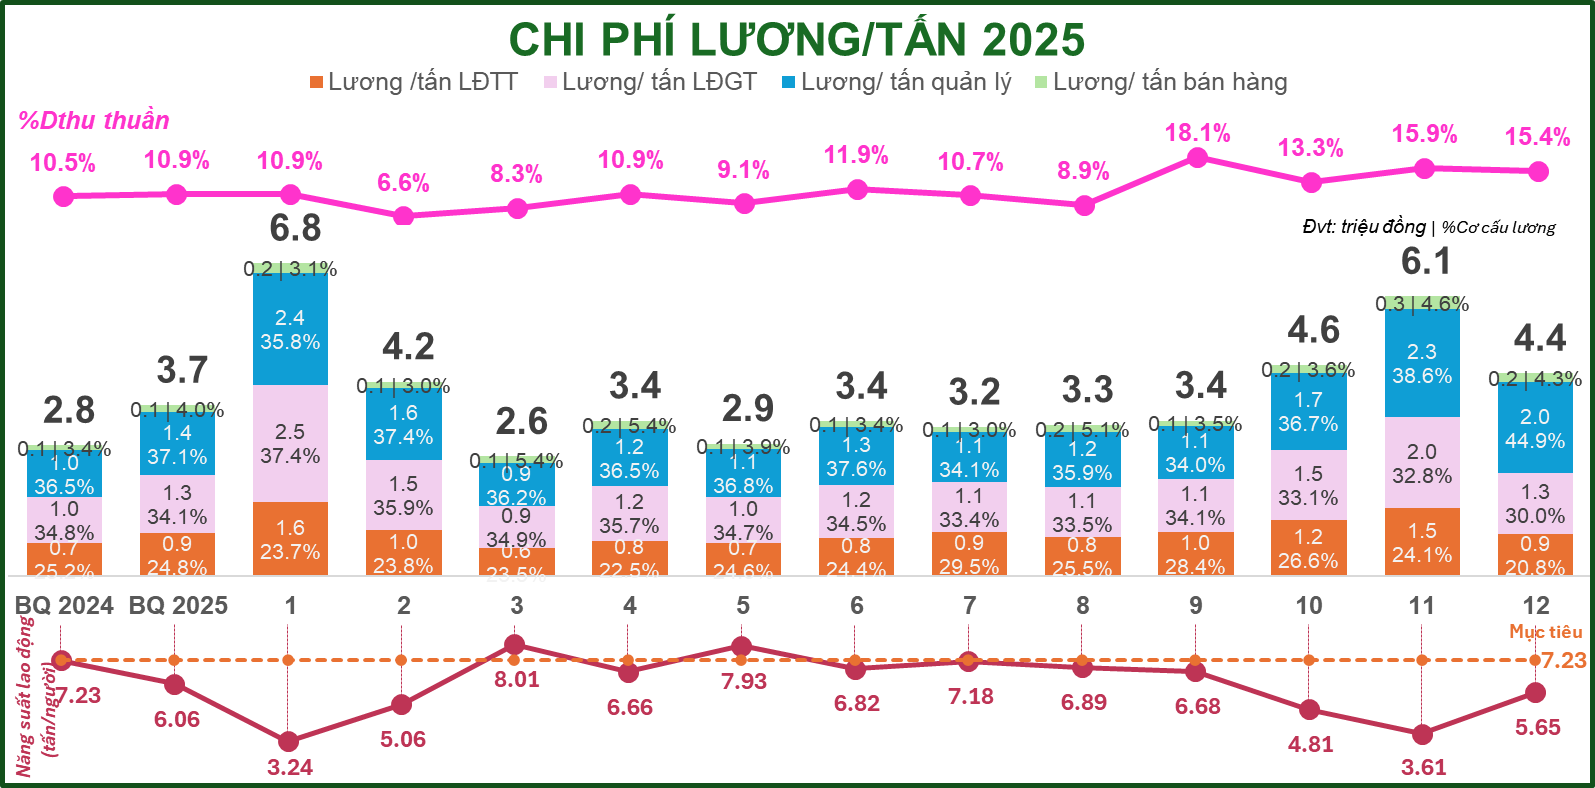 CHI PHÍ LƯƠNG/TẤN 2025
Lương /tấn LĐTT Lương/ tấn LĐGT Lương/ tấn quản lý Lương/ tấn bán hàng
%Dthu thuần
10.5% 10.9% 10.9% 6.6% 8.3% 10.9% 9.1% 11.9% 10.7% 8.9% 18.1% 13.3% 15.9% 15.4%
Đvt: triệu đồng | %Cơ cấu lương
2.8 3.7 6.8 4.2 2.6 3.4 2.9 3.4 3.2 3.3 3.4 4.6 6.1 4.4
0.1 | 3.4% 0.1 | 4.0% 0.2 | 3.1% 0.1 | 3.0% 0.1 | 5.4% 0.2 | 5.4% 0.1 | 3.9% 0.1 | 3.4% 0.1 | 3.0% 0.2 | 5.1% 0.1 | 3.5% 0.2 | 3.6% 0.3 | 4.6% 0.2 | 4.3%
1.0 1.4 2.4 1.6 0.9 1.2 1.1 1.3 1.1 1.2 1.1 1.7 2.3 2.0
36.5% 37.1% 35.8% 37.4% 36.2% 36.5% 36.8% 37.6% 34.1% 35.9% 34.0% 36.7% 38.6% 44.9%
1.0 1.3 2.5 1.5 0.9 1.2 1.0 1.2 1.1 1.1 1.1 1.5 2.0 1.3
34.8% 34.1% 37.4% 35.9% 34.9% 35.7% 34.7% 34.5% 33.4% 33.5% 34.1% 33.1% 32.8% 30.0%
0.7 0.9 1.6 1.0 0.6 0.8 0.7 0.8 0.9 0.8 1.0 1.2 1.5 0.9
25.2% 24.8% 23.7% 23.8% 23.5% 22.5% 24.6% 24.4% 29.5% 25.5% 28.4% 26.6% 24.1% 20.8%
BQ 2024 BQ 2025 1 2 3 4 5 6 7 8 9 10 11 12
Năng suất lao động
(tấn/người)
Mục tiêu
7.23
7.23 6.06 3.24 5.06 8.01 6.66 7.93 6.82 7.18 6.89 6.68 4.81 3.61 5.65